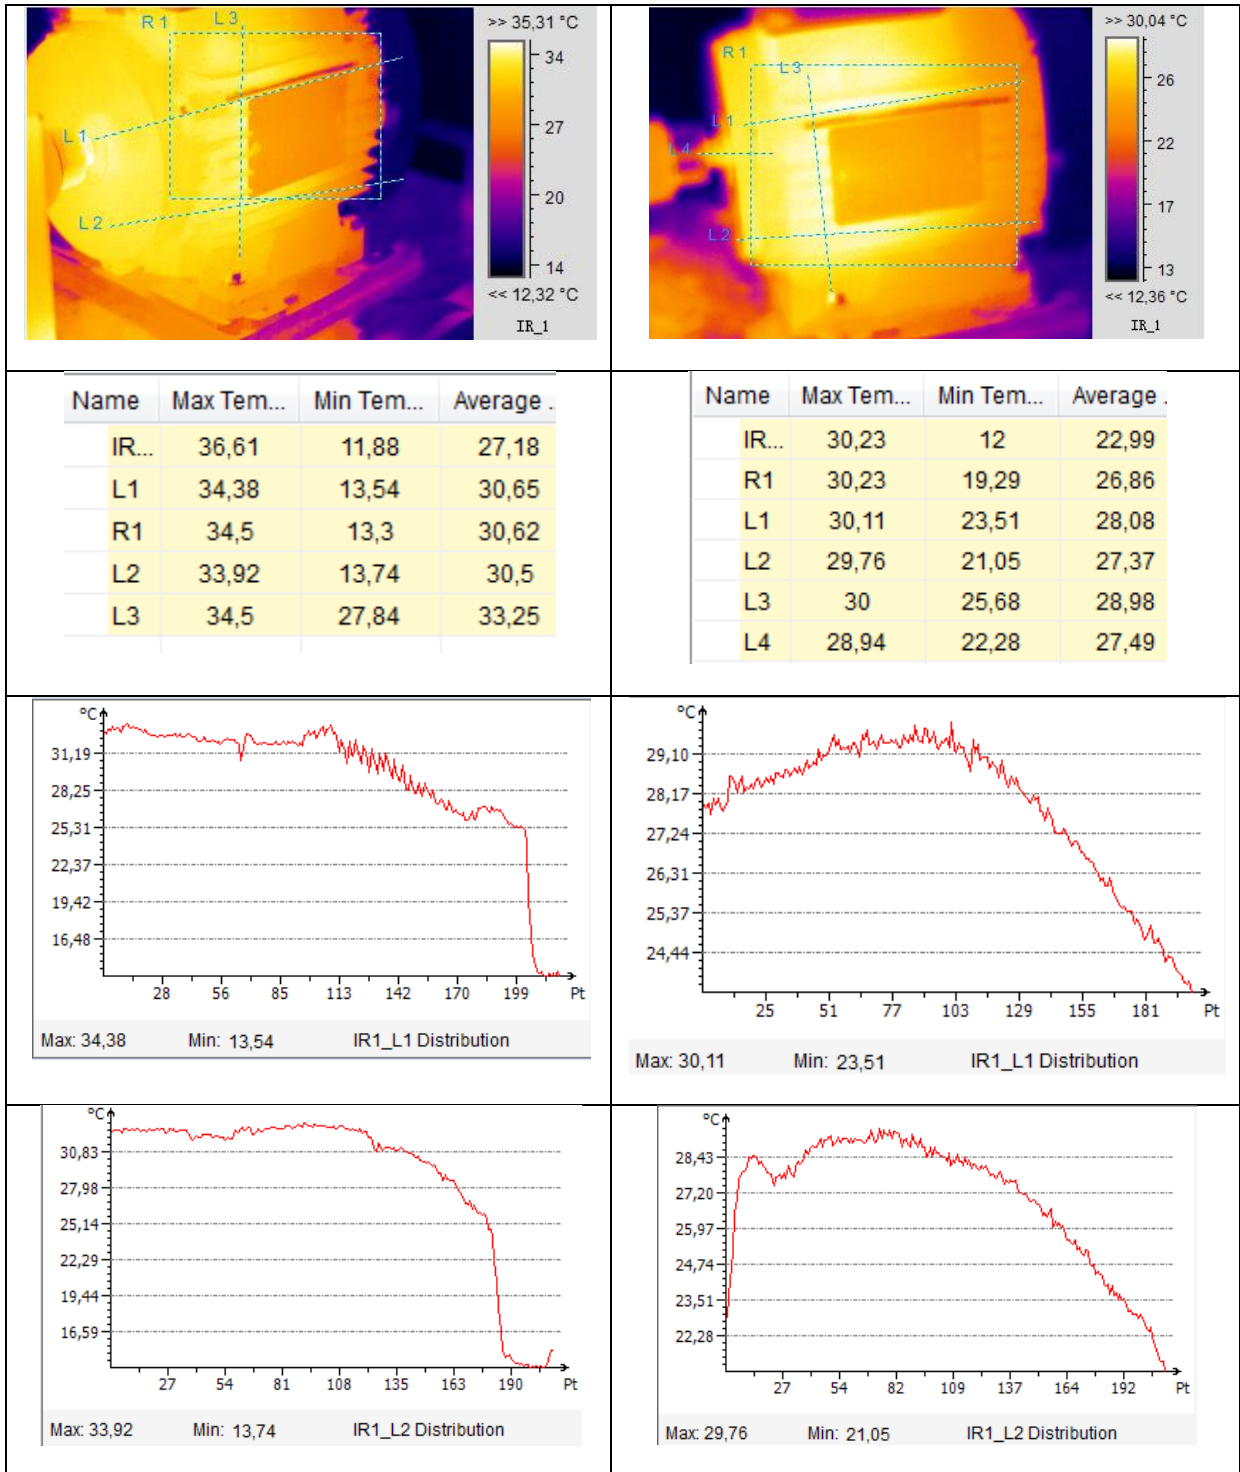 R 1
L 3
L 1
L 2
>> 35,31 °C
34
27
20
14
<< 12,32 °C
IR_1
R 1
L 3
L 1
L 4
L 2
>> 30,04 °C
26
22
17
13
<< 12,36 °C
IR_1
Name Max Tem... Min Tem... Average ..
IR... 36,61 11,88 27,18
L1 34,38 13,54 30,65
R1 34,5 13,3 30,62
L2 33,92 13,74 30,5
L3 34,5 27,84 33,25
Name Max Tem... Min Tem... Average .
IR... 30,23 12 22,99
R1 30,23 19,29 26,86
L1 30,11 23,51 28,08
L2 29,76 21,05 27,37
L3 30 25,68 28,98
L4 28,94 22,28 27,49
°C
31,19
28,25
25,31
22,37
19,42
16,48
28 56 85 113 142 170 199 Pt
Max: 34,38 Min: 13,54 IR1_L1 Distribution
°C
29,10
28,17
27,24
26,31
25,37
24,44
25 51 77 103 129 155 181 Pt
Max: 30,11 Min: 23,51 IR1_L1 Distribution
°C
30,83
27,98
25,14
22,29
19,44
16,59
27 54 81 108 135 163 190 Pt
Max: 33,92 Min: 13,74 IR1_L2 Distribution
°C
28,43
27,20
25,97
24,74
23,51
22,28
27 54 82 109 137 164 192 Pt
Max: 29,76 Min: 21,05 IR1_L2 Distribution